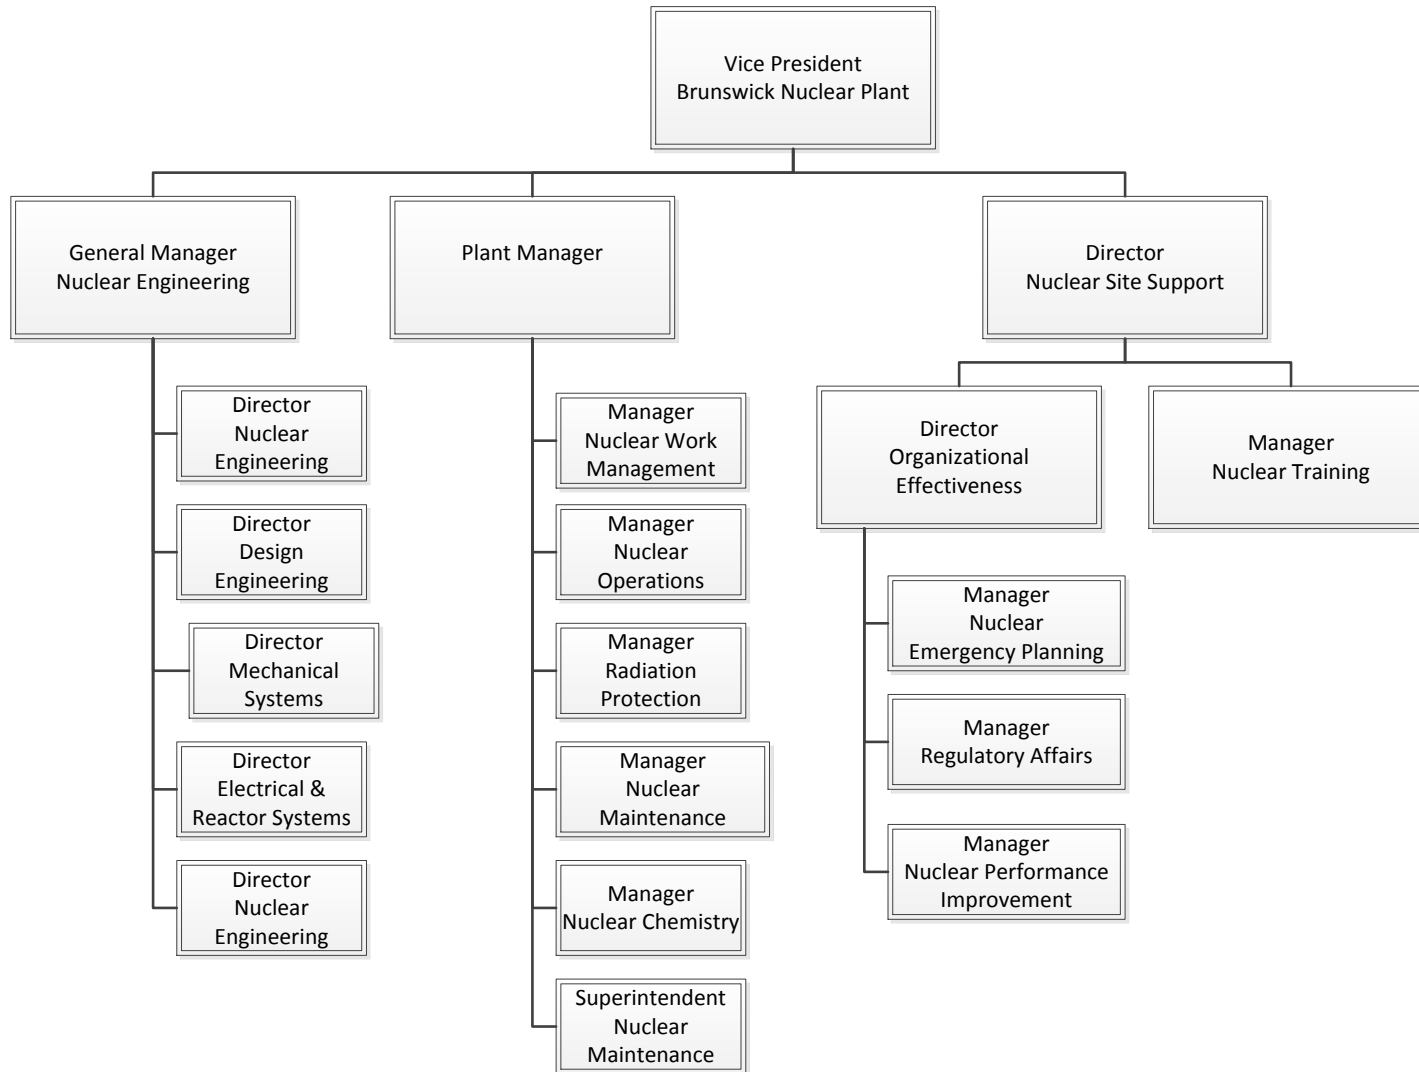 Vice President
Brunswick Nuclear Plant
General Manager
Nuclear Engineering
Plant Manager
Director
Nuclear Site Support
Director
Nuclear
Engineering
Director
Design
Engineering
Director
Mechanical
Systems
Director
Electrical &
Reactor Systems
Director
Nuclear
Engineering
Manager
Nuclear Work
Management
Manager
Nuclear
Operations
Manager
Radiation
Protection
Manager
Nuclear
Maintenance
Manager
Nuclear Chemistry
Superintendent
Nuclear
Maintenance
Director
Organizational
Effectiveness
Manager
Nuclear Training
Manager
Nuclear
Emergency Planning
Manager
Regulatory Affairs
Manager
Nuclear Performance
Improvement